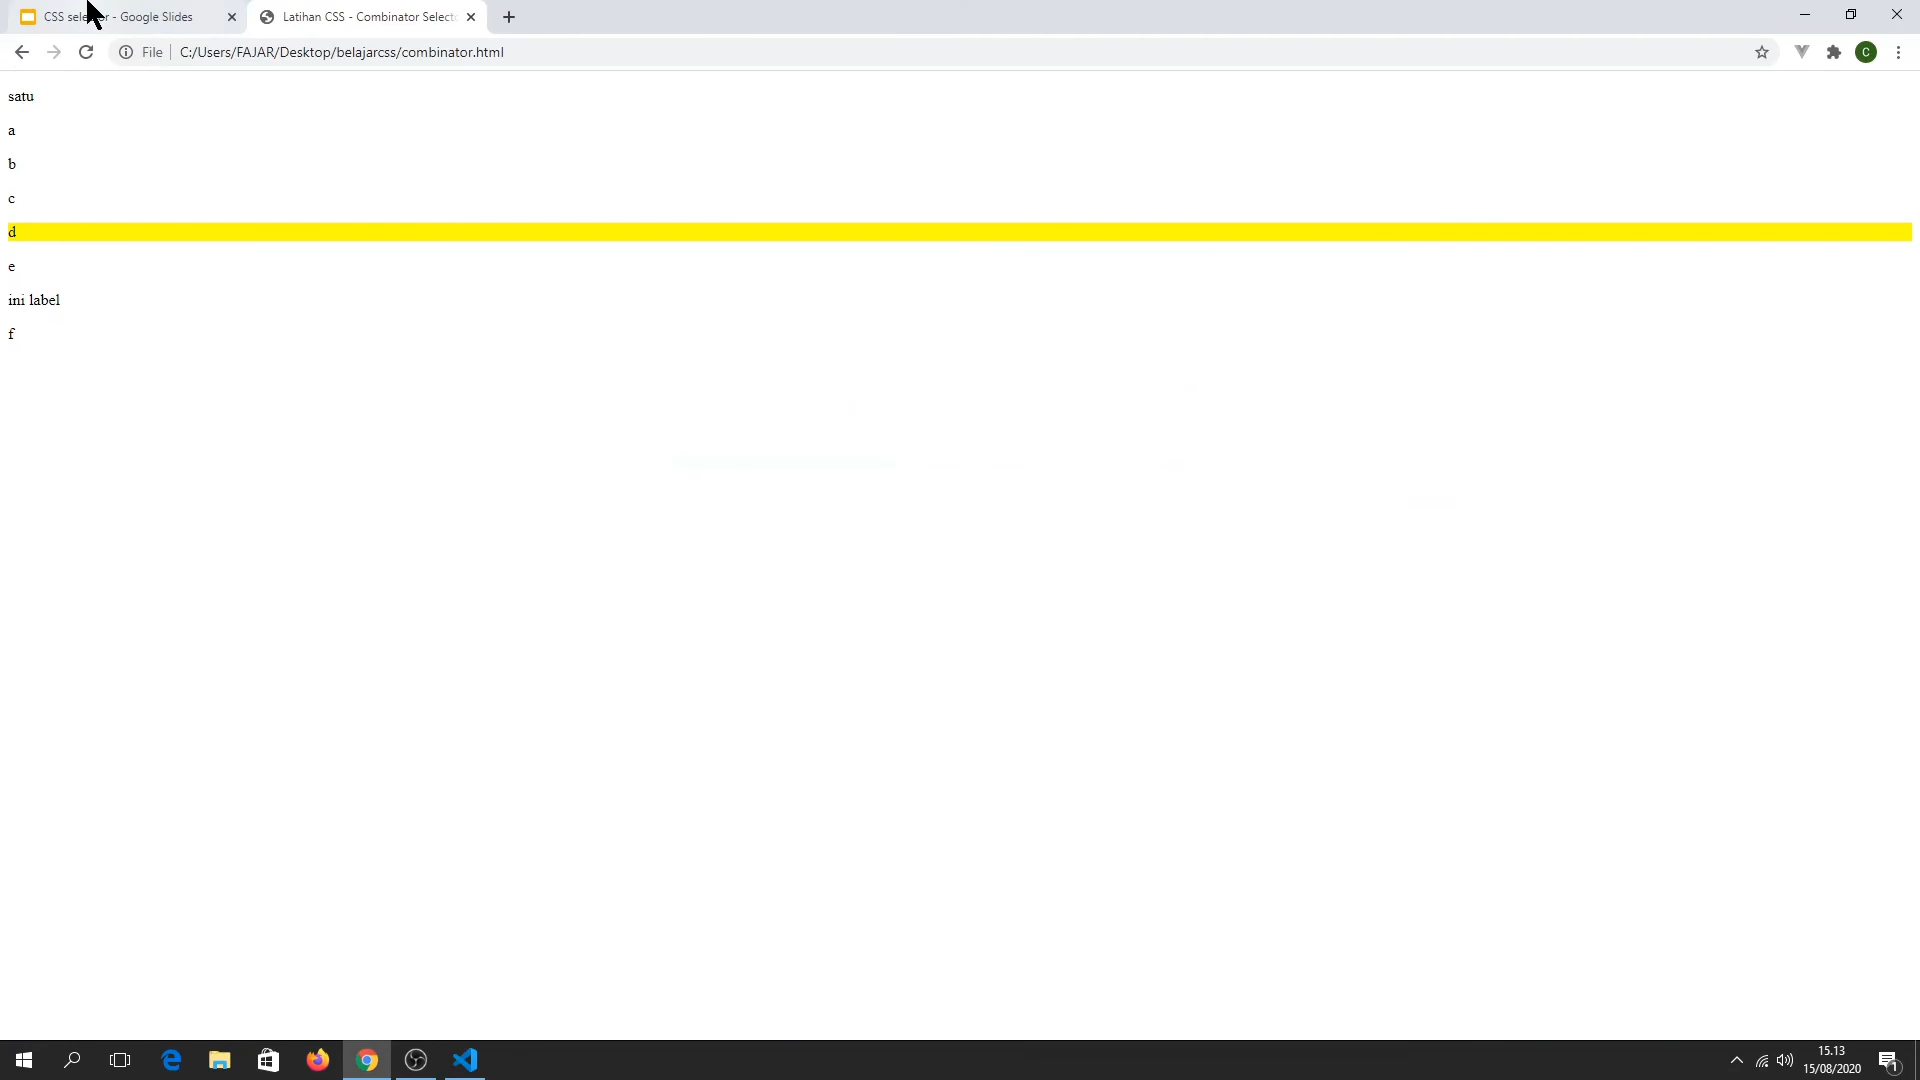 CSS sele r - Google Slides
Latihan CSS - Combinator Select
File
C:/Users/FAJAR/Desktop/belajarcss/combinator.html
C
satu
a
b
c
d
e
ini label
f
15.13
15/08/2020
1